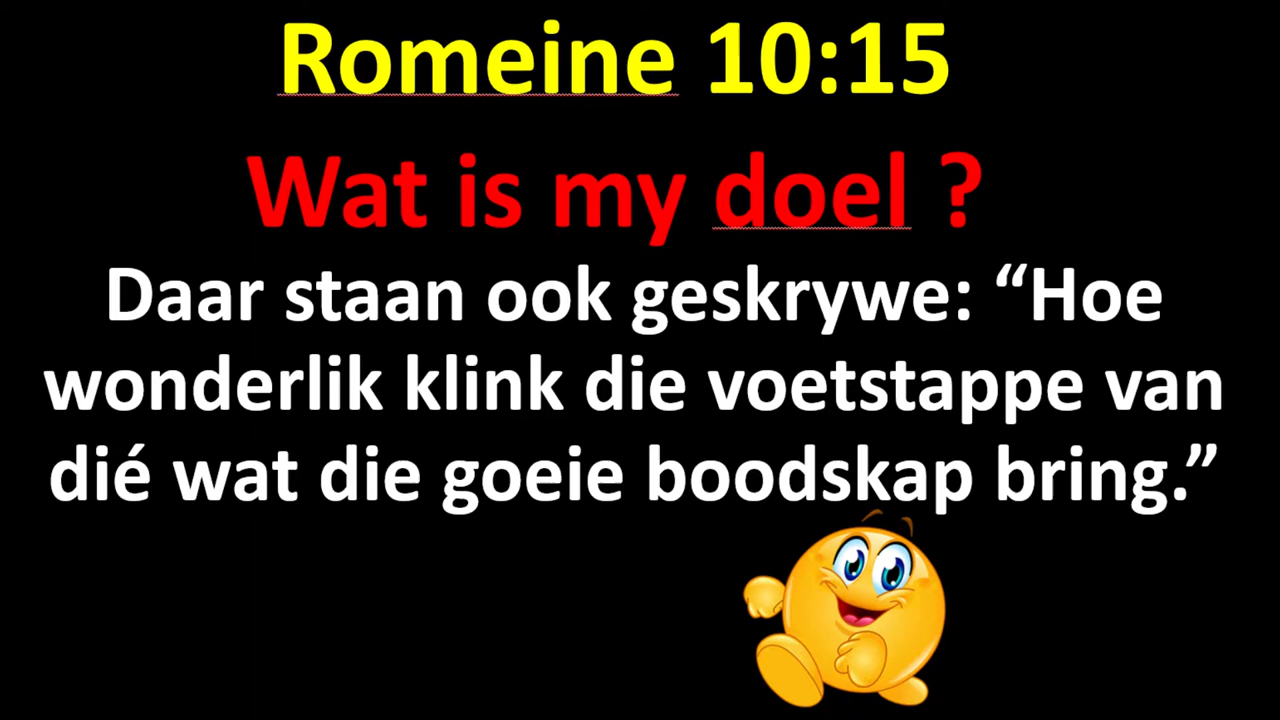 Romeine 10:15
Wat is my doel ?
Daar staan ook geskrywe: “Hoe
wonderlik klink die voetstappe van
dié wat die goeie boodskap bring.”